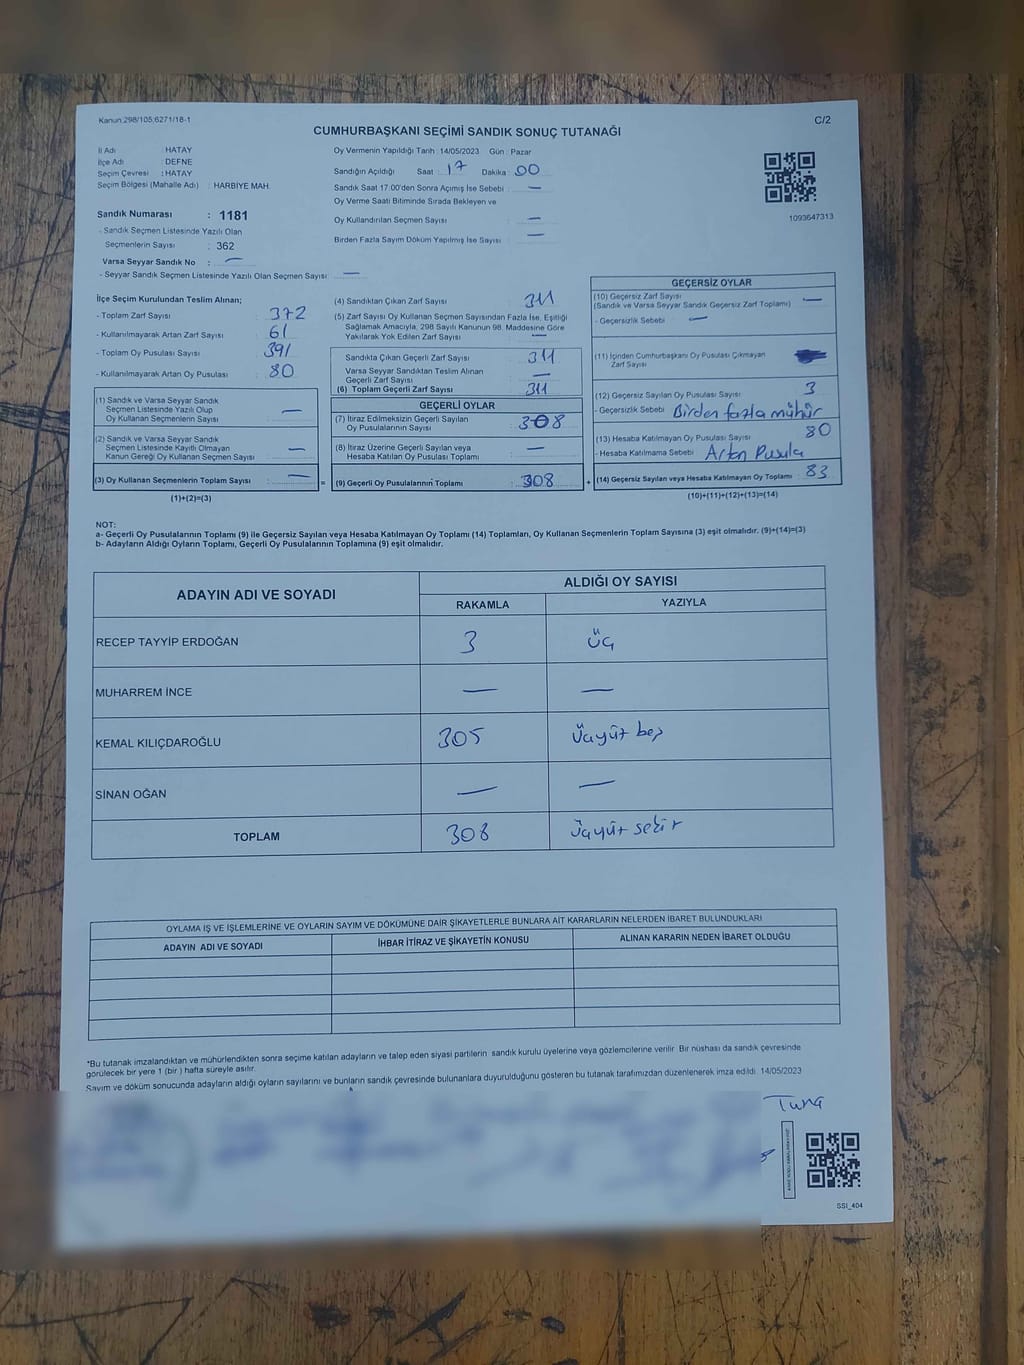 Kanun:298/105;6271/18-1
C/2
CUMHURBAŞKANI SEÇİMİ SANDIK SONUÇ TUTANAĞI
İl Adı : HATAY
İlçe Adı : DEFNE
Seçim Çevresi : HATAY
Seçim Bölgesi (Mahalle Adı) : HARBİYE MAH.
Sandık Numarası : 1181
- Sandık Seçmen Listesinde Yazılı Olan
Seçmenlerin Sayısı : 362
Varsa Seyyar Sandık No : —
- Seyyar Sandık Seçmen Listesinde Yazılı Olan Seçmen Sayısı : —
Oy Vermenin Yapıldığı Tarih :14/05/2023 Gün : Pazar
Sandığın Açıldığı Saat : 17 Dakika : 00
Sandık Saat 17.00'den Sonra Açımış İse Sebebi : —
Oy Verme Saati Bitiminde Sırada Bekleyen ve
Oy Kullandırılan Seçmen Sayısı : —
Birden Fazla Sayım Döküm Yapılmış İse Sayısı : —
1093647313
İlçe Seçim Kurulundan Teslim Alınan;
- Toplam Zarf Sayısı : 372
- Kullanılmayarak Artan Zarf Sayısı : 61
- Toplam Oy Pusulası Sayısı : 391
- Kullanılmayarak Artan Oy Pusulası : 80
(1) Sandık ve Varsa Seyyar Sandık
Seçmen Listesinde Yazılı Olup
Oy Kullanan Seçmenlerin Sayısı : —
(2) Sandık ve Varsa Seyyar Sandık
Seçmen Listesinde Kayıtlı Olmayan
Kanun Gereği Oy Kullanan Seçmen Sayısı : —
(3) Oy Kullanan Seçmenlerin Toplam Sayısı : —
(1)+(2)=(3)
(4) Sandıktan Çıkan Zarf Sayısı : 311
(5) Zarf Sayısı Oy Kullanan Seçmen Sayısından Fazla İse, Eşitliği
Sağlamak Amacıyla, 298 Sayılı Kanunun 98. Maddesine Göre
Yakılarak Yok Edilen Zarf Sayısı : —
Sandıkta Çıkan Geçerli Zarf Sayısı : 311
Varsa Seyyar Sandıktan Teslim Alınan
Geçerli Zarf Sayısı : —
(6) Toplam Geçerli Zarf Sayısı : 311
GEÇERLİ OYLAR
(7) İtiraz Edilmeksizin Geçerli Sayılan
Oy Pusulasının Sayısı : 308
(8) İtiraz Üzerine Geçerli Sayılan veya
Hesaba Katılan Oy Pusulası Toplamı : —
= (9) Geçerli Oy Pusulalarının Toplamı : 308 +
GEÇERSİZ OYLAR
(10) Geçersiz Zarf Sayısı
(Sandık ve Varsa Seyyar Sandık Geçersiz Zarf Toplamı) : —
- Geçersizlik Sebebi : —
(11) İçinden Cumhurbaşkanı Oy Pusulası Çıkmayan
Zarf Sayısı
(12) Geçersiz Sayılan Oy Pusulası Sayısı : 3
- Geçersizlik Sebebi : Birden fazla mühür
(13) Hesaba Katılmayan Oy Pusulası Sayısı : 80
- Hesaba Katılmama Sebebi : Artan Pusula
(14) Geçersiz Sayılan veya Hesaba Katılmayan Oy Toplamı : 83
(10)+(11)+(12)+(13)=(14)
NOT:
a- Geçerli Oy Pusulalarının Toplamı (9) ile Geçersiz Sayılan veya Hesaba Katılmayan Oy Toplamı (14) Toplamları, Oy Kullanan Seçmenlerin Toplam Sayısına (3) eşit olmalıdır. (9)+(14)=(3)
b- Adayların Aldığı Oyların Toplamı, Geçerli Oy Pusulalarının Toplamına (9) eşit olmalıdır.
ADAYIN ADI VE SOYADI
ALDIĞI OY SAYISI
RAKAMLA YAZIYLA
RECEP TAYYİP ERDOĞAN 3 üç
MUHARREM İNCE — —
KEMAL KILIÇDAROĞLU 305 Üçyüz beş
SİNAN OĞAN — —
TOPLAM 308 Üçyüz sekiz
OYLAMA İŞ VE İŞLEMLERİNE VE OYLARIN SAYIM VE DÖKÜMÜNE DAİR ŞİKAYETLERLE BUNLARA AİT KARARLARIN NELERDEN İBARET BULUNDUKLARI
ADAYIN ADI VE SOYADI İHBAR İTİRAZ VE ŞİKAYETİN KONUSU ALINAN KARARIN NEDEN İBARET OLDUĞU
*Bu tutanak imzalandıktan ve mühürlendikten sonra seçime katılan adayların ve talep eden siyasi partilerin sandık kurulu üyelerine veya gözlemcilerine verilir. Bir nüshası da sandık çevresinde
görülecek bir yere 1 (bir) hafta süreyle asılır.
Sayım ve döküm sonucunda adayların aldığı oyların sayılarını ve bunların sandık çevresinde bulunanlara duyurulduğunu gösteren bu tutanak tarafımızdan düzenlenerek imza edildi. 14/05/2023
Tuna
SSI_404